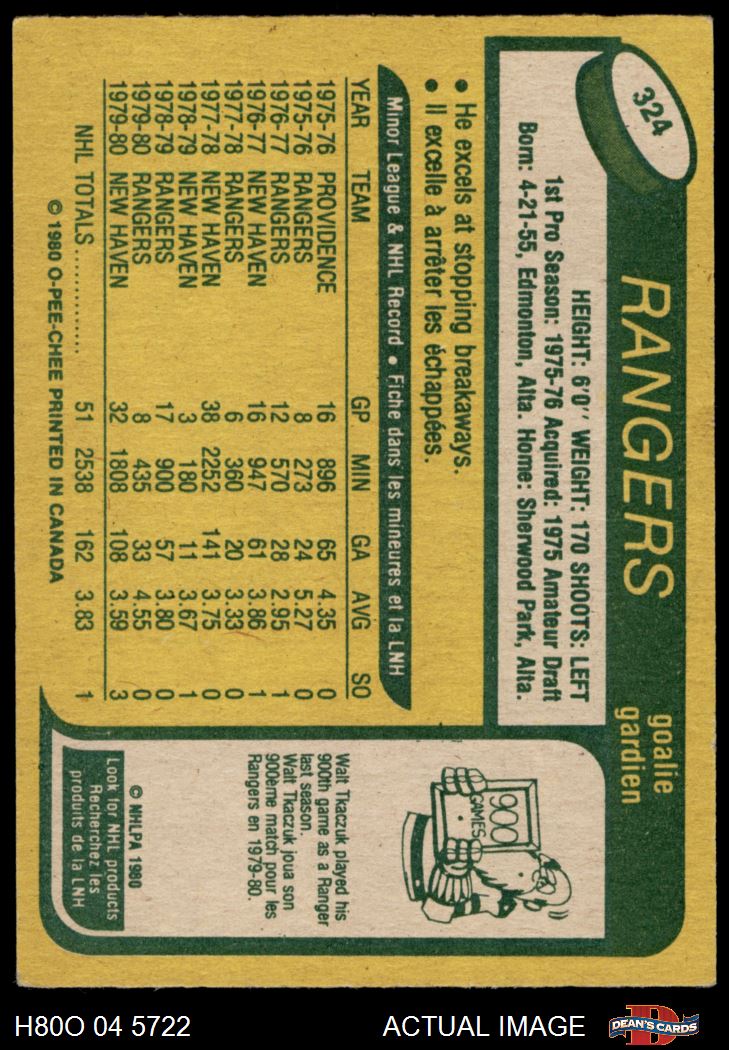 324
RANGERS
goalie
gardien
HEIGHT: 6'0" WEIGHT: 170 SHOOTS: LEFT
1st Pro Season: 1975-76 Acquired: 1975 Amateur Draft
Born: 4-21-55, Edmonton, Alta. Home: Sherwood Park, Alta.
• He excels at stopping breakaways.
• Il excelle à arrêter les échappées.
Minor League & NHL Record • Fiche dans les mineures et la LNH
YEAR TEAM GP MIN GA AVG SO
1975-76 PROVIDENCE 16 896 65 4.35 0
1975-76 RANGERS 8 273 24 5.27 0
1976-77 RANGERS 12 570 28 2.95 1
1976-77 NEW HAVEN 16 947 61 3.86 1
1977-78 RANGERS 6 360 20 3.33 0
1977-78 NEW HAVEN 38 2252 141 3.75 0
1978-79 NEW HAVEN 3 180 11 3.67 1
1978-79 RANGERS 17 900 57 3.80 0
1979-80 RANGERS 8 435 33 4.55 0
1979-80 NEW HAVEN 32 1808 108 3.59 3
NHL TOTALS .............. 51 2538 162 3.83 1
© 1980 O-PEE-CHEE PRINTED IN CANADA
900
GAMES
Walt Tkaczuk played his
900th game as a Ranger
last season.
Walt Tkaczuk joua son
900ème match pour les
Rangers en 1979-80.
© NHLPA 1980
Look for NHL products
Recherchez les
produits de la LNH
H80O 04 5722
ACTUAL IMAGE
D
DEAN'S CARDS